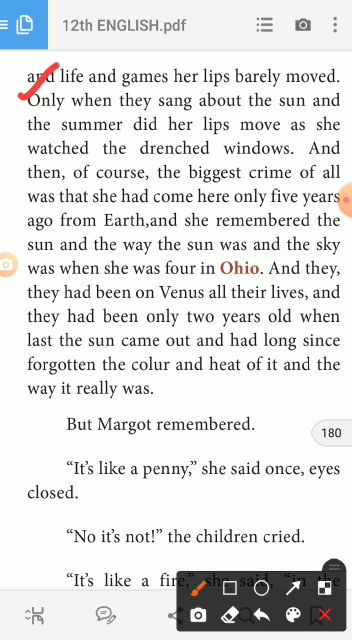 12th ENGLISH.pdf
and life and games her lips barely moved.
Only when they sang about the sun and
the summer did her lips move as she
watched the drenched windows. And
then, of course, the biggest crime of all
was that she had come here only five years
ago from Earth,and she remembered the
sun and the way the sun was and the sky
was when she was four in Ohio. And they,
they had been on Venus all their lives, and
they had been only two years old when
last the sun came out and had long since
forgotten the colur and heat of it and the
way it really was.
But Margot remembered.
180
“It’s like a penny,” she said once, eyes
closed.
“No it’s not!” the children cried.
“It’s like a fire,” she said, “in the